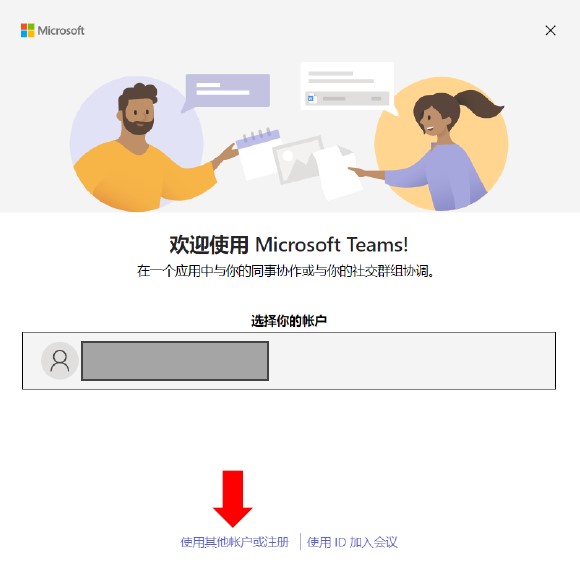 Microsoft
欢迎使用 Microsoft Teams!
在一个应用中与你的同事协作或与你的社交群组协调。
选择你的帐户
使用其他帐户或注册
使用 ID 加入会议